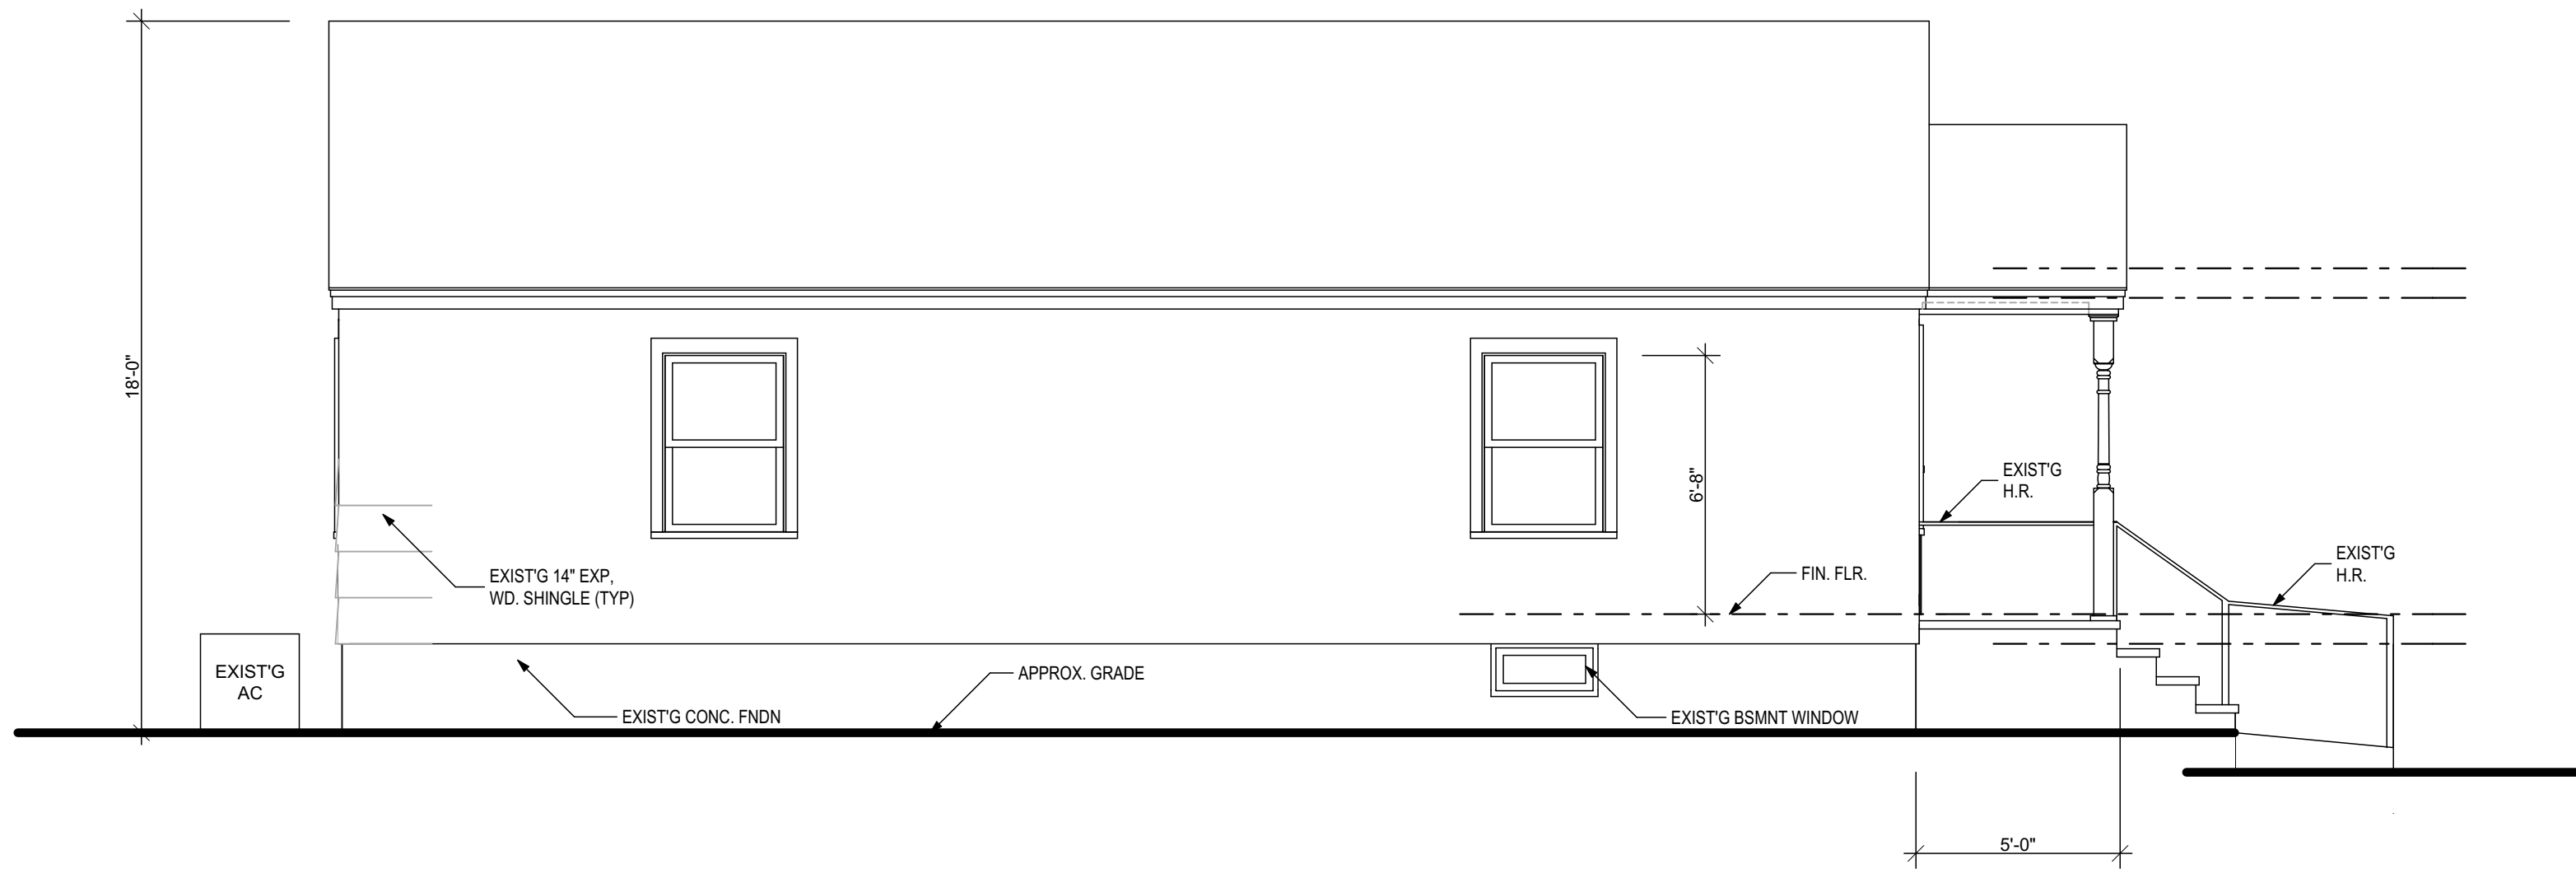 18'-0"
6'-8"
EXIST'G
H.R.
EXIST'G
H.R.
FIN. FLR.
EXIST'G 14" EXP,
WD. SHINGLE (TYP)
EXIST'G
AC
APPROX. GRADE
EXIST'G CONC. FNDN
EXIST'G BSMNT WINDOW
5'-0"